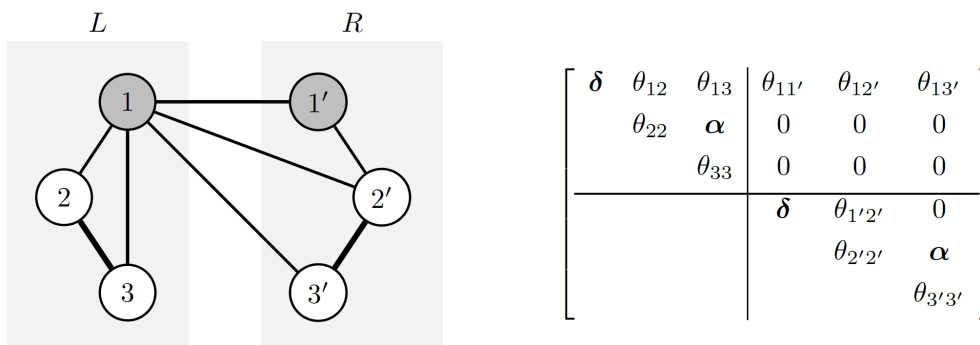 L R
1 1′
2 2′
3 3′
δ θ₁₂ θ₁₃ θ₁₁′ θ₁₂′ θ₁₃′
θ₂₂ α 0 0 0
θ₃₃ 0 0 0
δ θ₁′₂′ 0
θ₂′₂′ α
θ₃′₃′